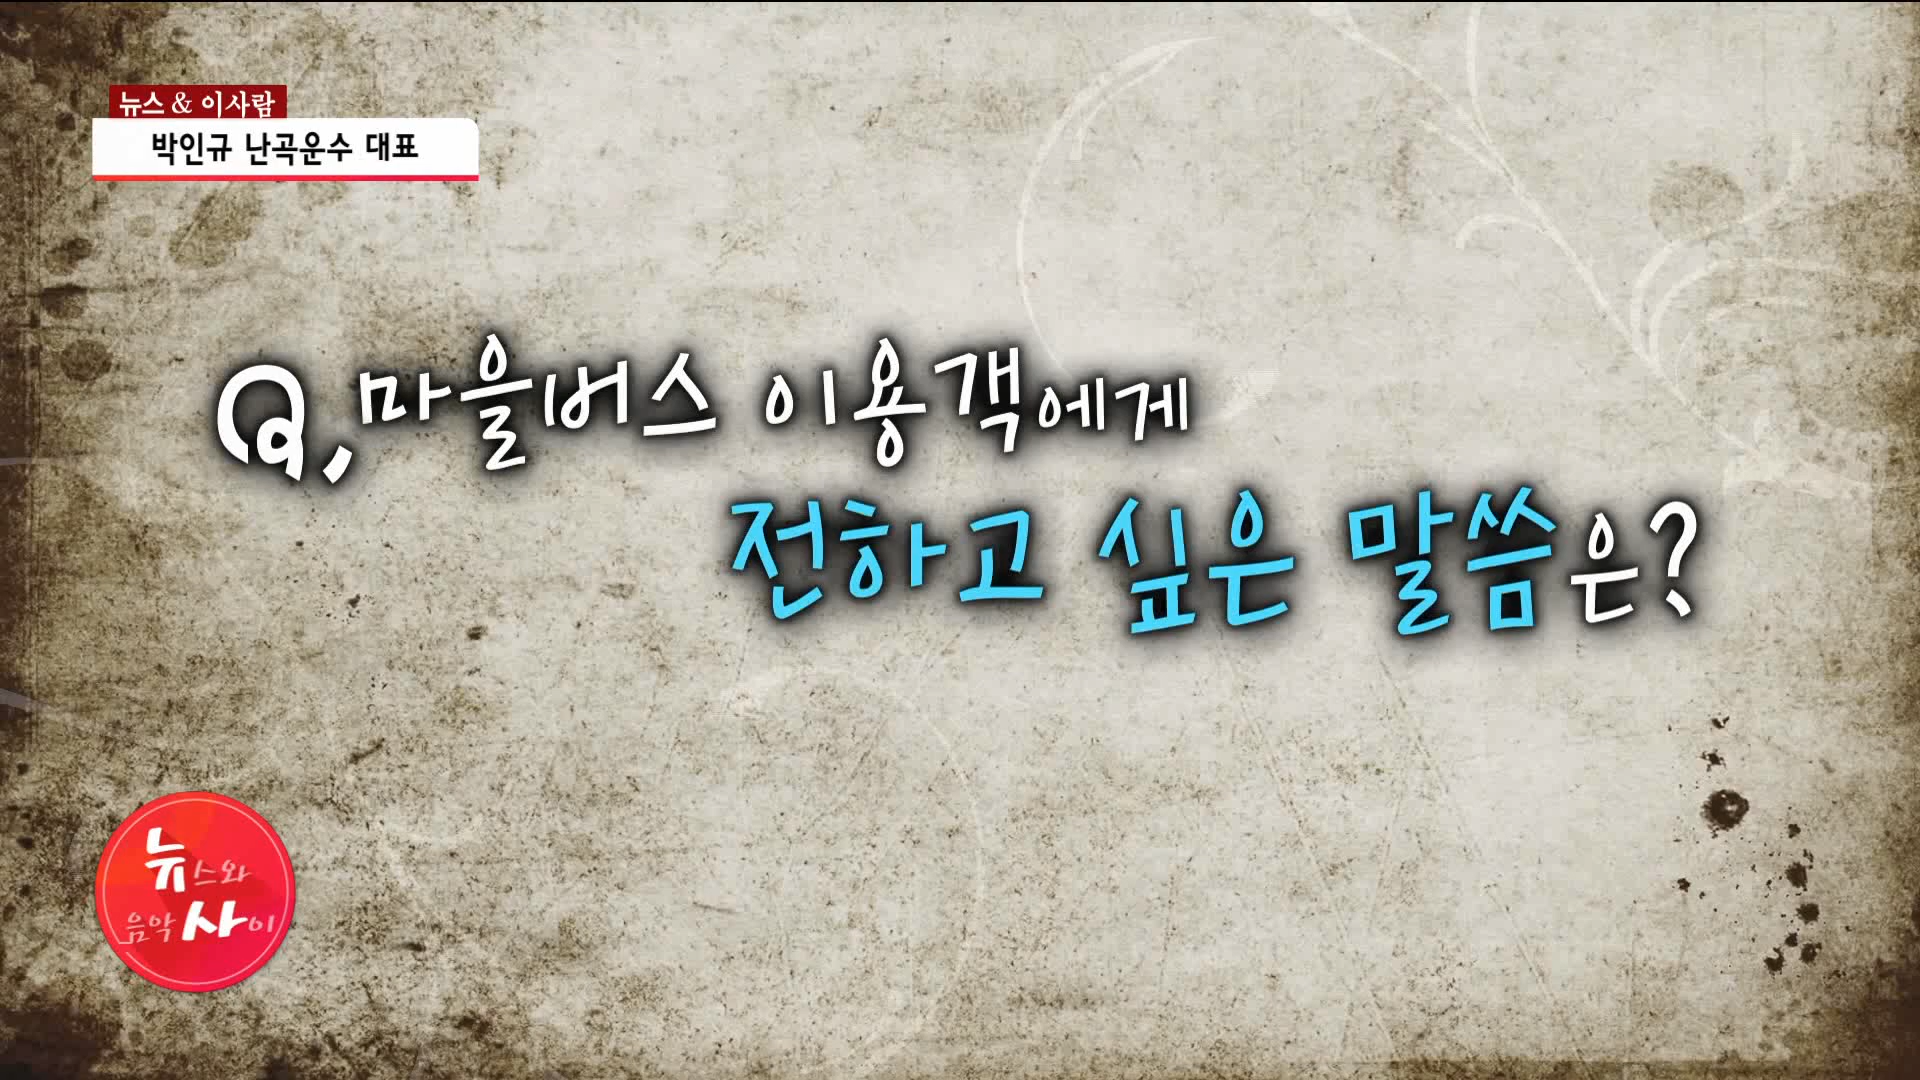 뉴스 & 이사람
박인규 난곡운수 대표
Q,마을버스 이용객에게
전하고 싶은 말씀은?
뉴스와
음악 사이